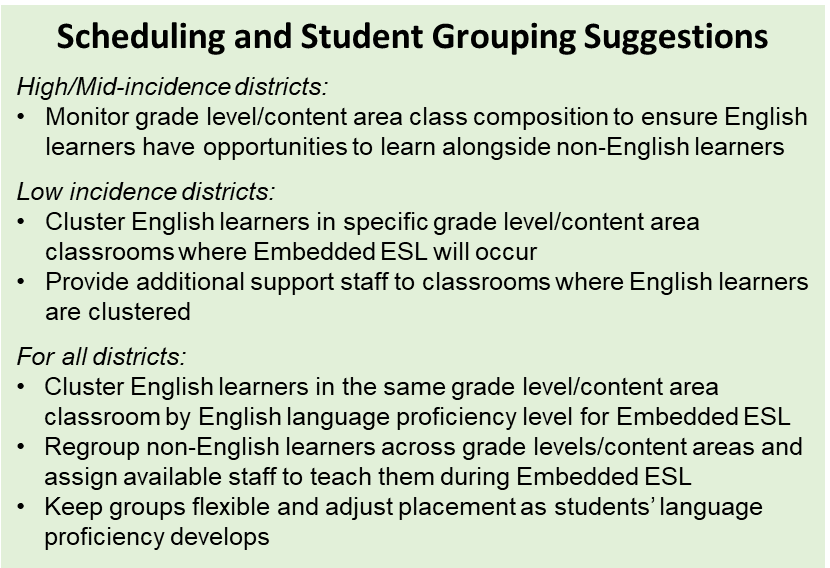 Scheduling and Student Grouping Suggestions
High/Mid-incidence districts:
• Monitor grade level/content area class composition to ensure English
learners have opportunities to learn alongside non-English learners
Low incidence districts:
• Cluster English learners in specific grade level/content area
classrooms where Embedded ESL will occur
• Provide additional support staff to classrooms where English learners
are clustered
For all districts:
• Cluster English learners in the same grade level/content area
classroom by English language proficiency level for Embedded ESL
• Regroup non-English learners across grade levels/content areas and
assign available staff to teach them during Embedded ESL
• Keep groups flexible and adjust placement as students’ language
proficiency develops